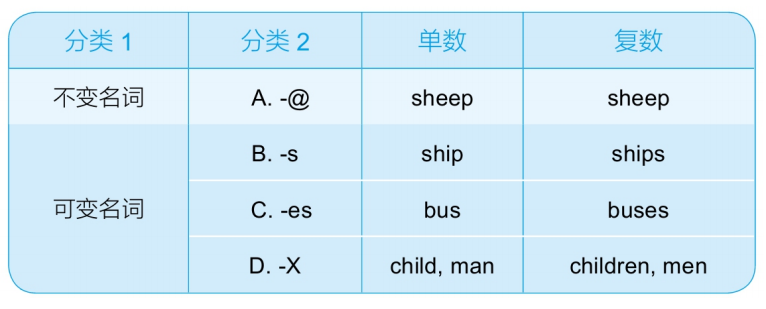 分类 1 分类 2 单数 复数
不变名词 A. -@ sheep sheep
B. -s ship ships
可变名词 C. -es bus buses
D. -X child, man children, men